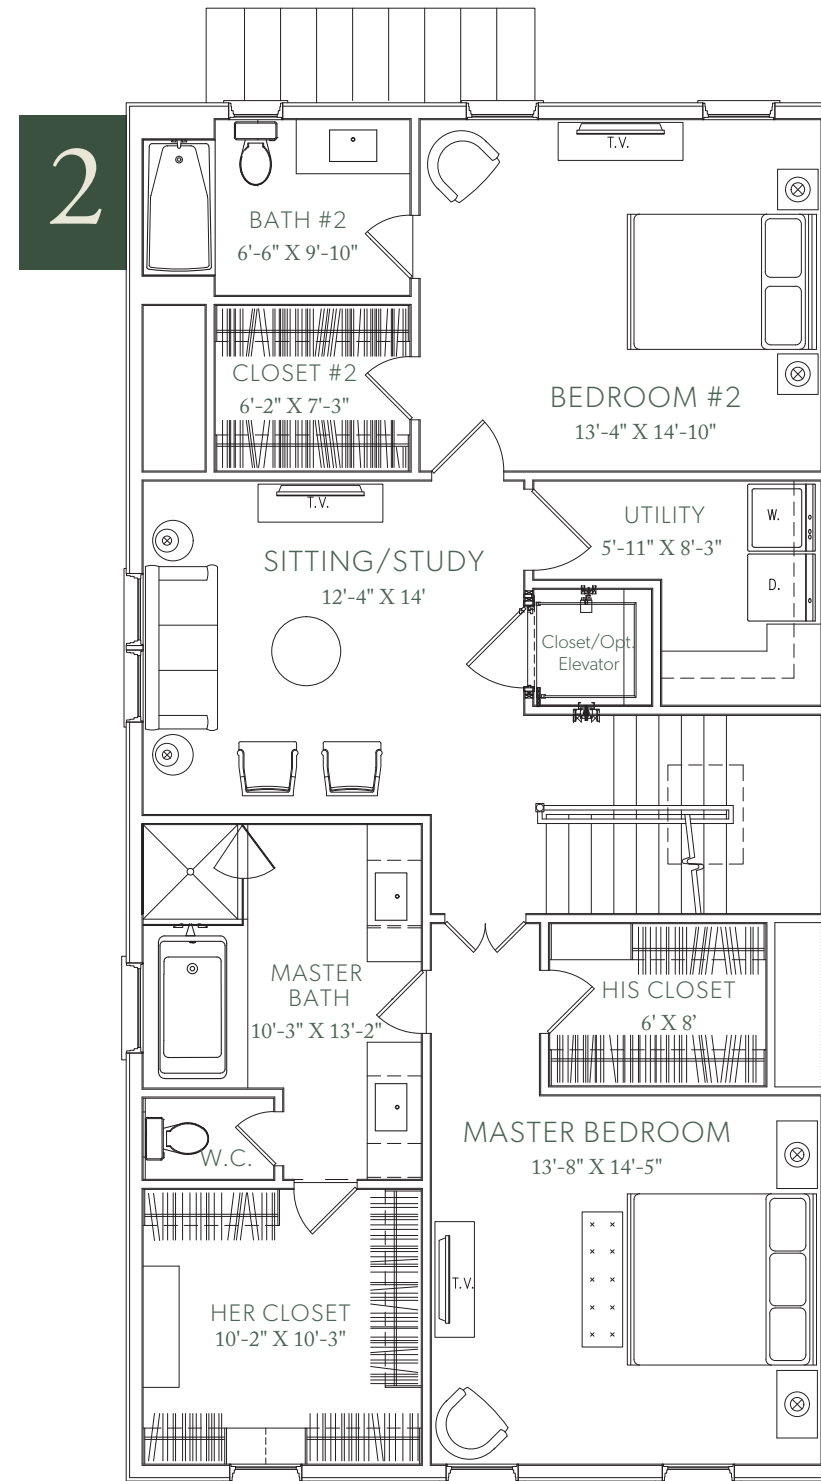 2
T.V.
BATH #2
6'-6" X 9'-10"
CLOSET #2
6'-2" X 7'-3"
BEDROOM #2
13'-4" X 14'-10"
T.V.
SITTING/STUDY
12'-4" X 14'
UTILITY
5'-11" X 8'-3"
W.
D.
Closet/Opt.
Elevator
MASTER
BATH
10'-3" X 13'-2"
HIS CLOSET
6' X 8'
W.C.
MASTER BEDROOM
13'-8" X 14'-5"
T.V.
HER CLOSET
10'-2" X 10'-3"